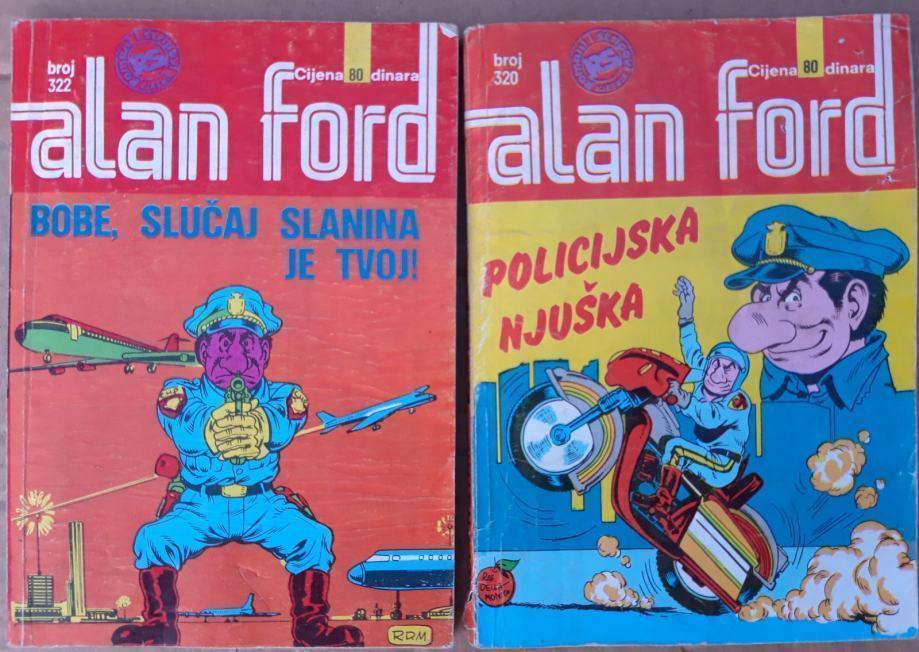 broj
322
Cijena 80 dinara
alan ford
BOBE, SLUČAJ SLANINA
JE TVOJ!
RDM
broj
320
Cijena 80 dinara
alan ford
POLICIJSKA
NJUŠKA